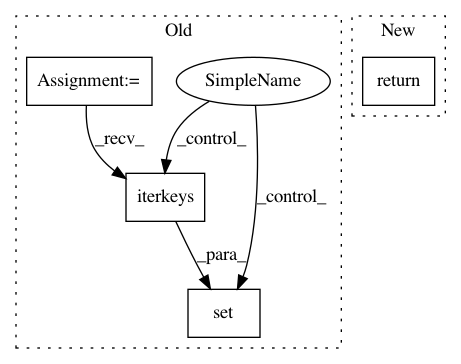 Old
New
Assignment:=
SimpleName
return
_recv_
_control_
_control_
iterkeys
_para_
set